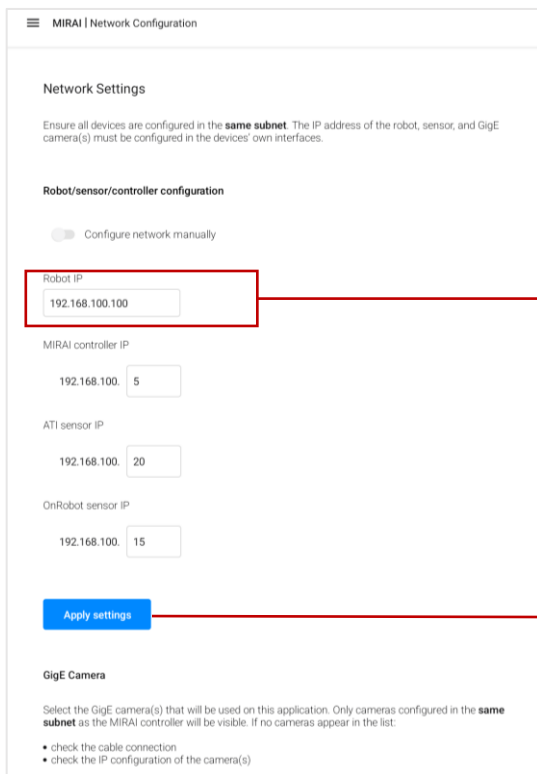 MIRAI | Network Configuration
Network Settings
Ensure all devices are configured in the same subnet. The IP address of the robot, sensor, and GigE
camera(s) must be configured in the devices' own interfaces.
Robot/sensor/controller configuration
Configure network manually
Robot IP
192.168.100.100
MIRAI controller IP
192.168.100. 5
ATI sensor IP
192.168.100. 20
OnRobot sensor IP
192.168.100. 15
Apply settings
GigE Camera
Select the GigE camera(s) that will be used on this application. Only cameras configured in the same
subnet as the MIRAI controller will be visible. If no cameras appear in the list:
• check the cable connection
• check the IP configuration of the camera(s)